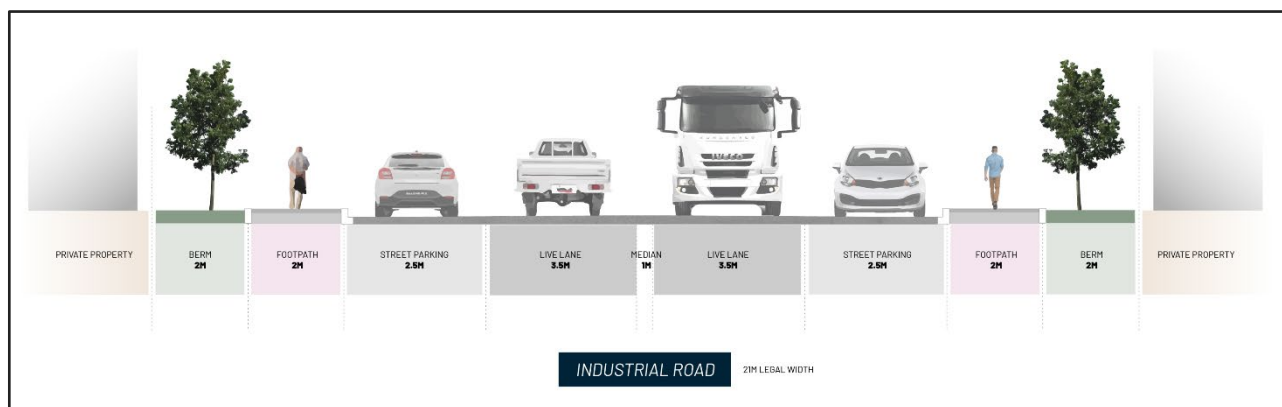 PRIVATE PROPERTY
BERM
2M
FOOTPATH
2M
STREET PARKING
2.5M
LIVE LANE
3.5M
MEDIAN
1M
LIVE LANE
3.5M
STREET PARKING
2.5M
FOOTPATH
2M
BERM
2M
PRIVATE PROPERTY
IVECO
INDUSTRIAL ROAD
21M LEGAL WIDTH